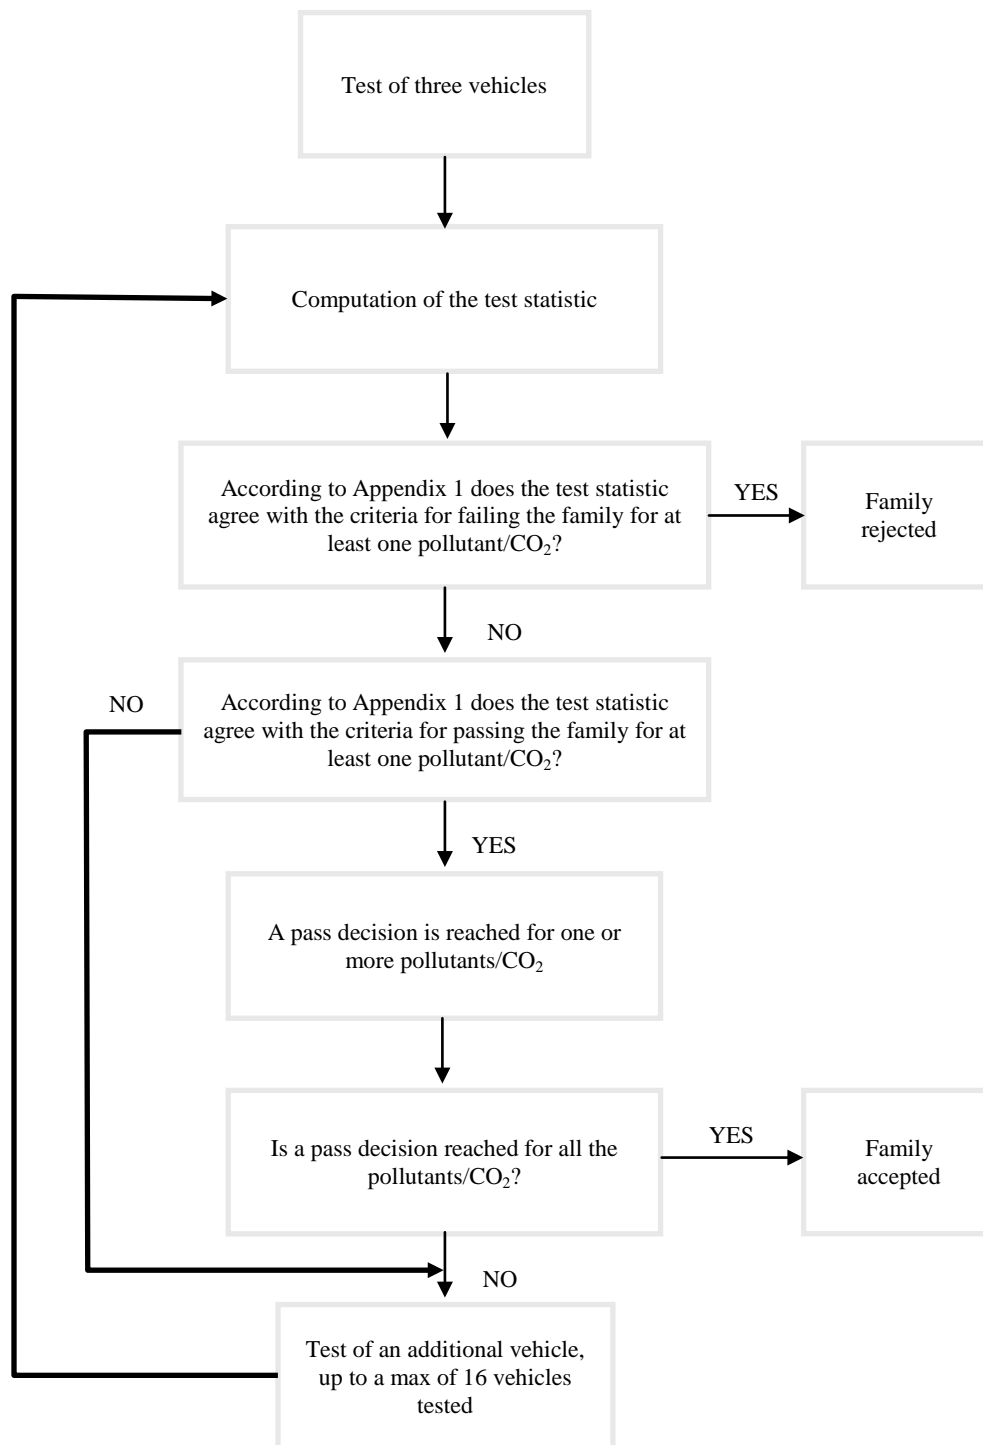 Test of three vehicles
Computation of the test statistic
According to Appendix 1 does the test statistic
agree with the criteria for failing the family for at
least one pollutant/CO₂?
YES
Family
rejected
NO
According to Appendix 1 does the test statistic
agree with the criteria for passing the family for at
least one pollutant/CO₂?
NO
YES
A pass decision is reached for one or
more pollutants/CO₂
Is a pass decision reached for all the
pollutants/CO₂?
YES
Family
accepted
NO
Test of an additional vehicle,
up to a max of 16 vehicles
tested